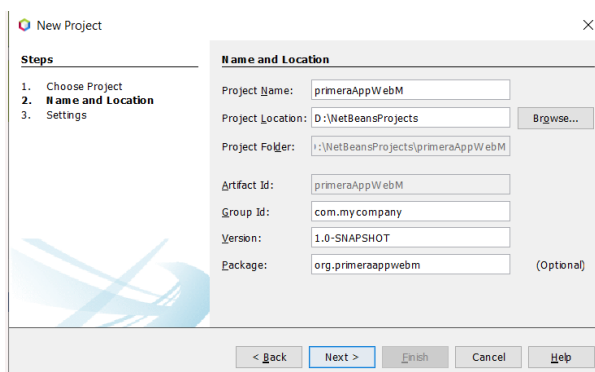 New Project
Steps
1. Choose Project
2. Name and Location
3. Settings
Name and Location
Project Name: primeraAppWebM
Project Location: D:\NetBeansProjects Browse...
Project Folder: :\NetBeansProjects\primeraAppWebM
Artifact Id: primeraAppWebM
Group Id: com.mycompany
Version: 1.0-SNAPSHOT
Package: org.primeraappwebm (Optional)
< Back Next > Finish Cancel Help